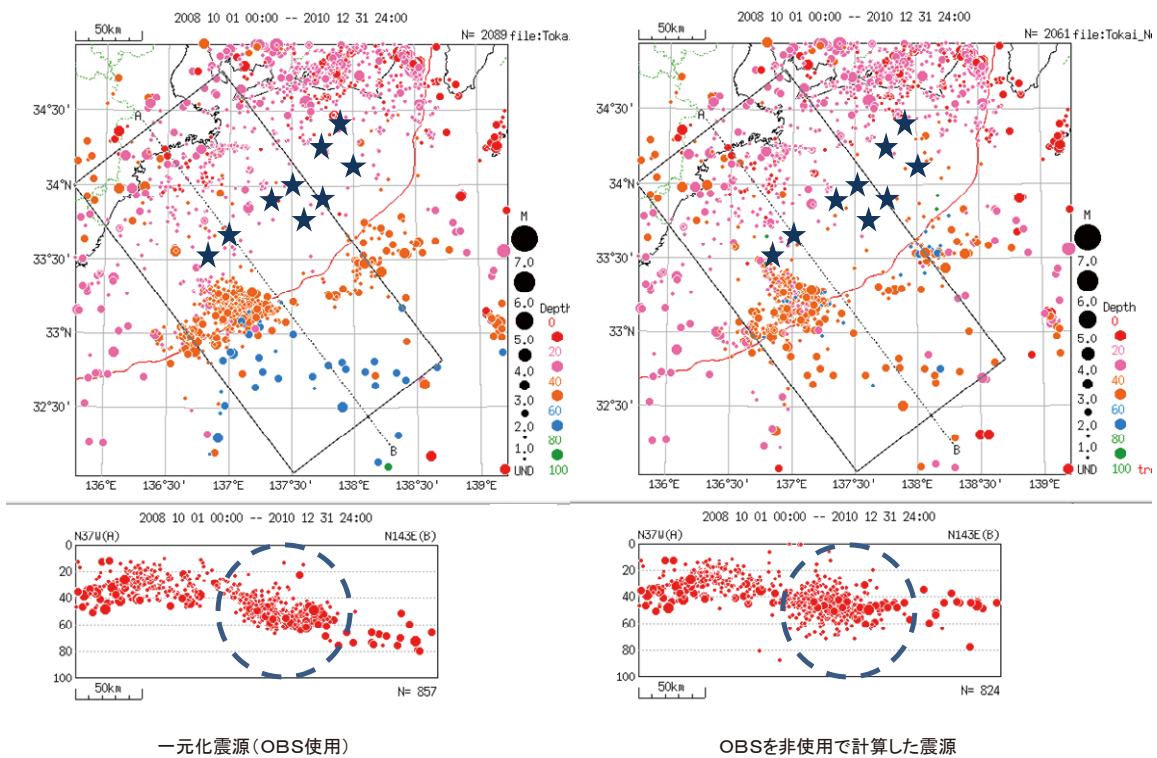 2008 10 01 00:00 -- 2010 12 31 24:00
50km
N= 2089 file:Toka
A
34°30'
34°N
33°30'
33°N
32°30'
B
136°E 136°30' 137°E 137°30' 138°E 138°30' 139°E
M
7.0
6.0
5.0
4.0
3.0
2.0
1.0
UND
Depth
0
20
40
60
80
100
2008 10 01 00:00 -- 2010 12 31 24:00
N37W(A) N143E(B)
0
20
40
60
80
100
50km
N= 857
一元化震源(OBS使用)
2008 10 01 00:00 -- 2010 12 31 24:00
50km
N= 2061 file:Tokai_N
A
34°30'
34°N
33°30'
33°N
32°30'
B
136°E 136°30' 137°E 137°30' 138°E 138°30' 139°E
M
7.0
6.0
5.0
4.0
3.0
2.0
1.0
UND
Depth
0
20
40
60
80
100 tr
2008 10 01 00:00 -- 2010 12 31 24:00
N37W(A) N143E(B)
0
20
40
60
80
100
50km
N= 824
OBSを非使用で計算した震源